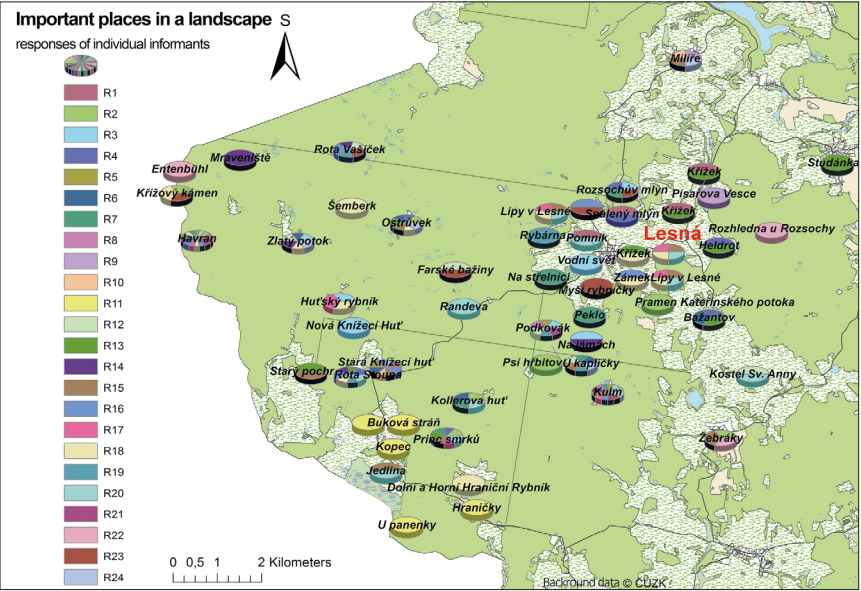 Important places in a landscape
S
responses of individual informants
R1
R2
R3
R4
R5
R6
R7
R8
R9
R10
R11
R12
R13
R14
R15
R16
R17
R18
R19
R20
R21
R22
R23
R24
0 0,5 1 2 Kilometers
Milíře
Studánka
Rota Vašíček
Mraveniště
Entenbühl
Křížový kámen
Křížek
Rozsochův mlýn
Písařova Vesce
Šemberk
Lípy v Lesné
Spálený mlýn
Křížek
Ostrůvek
Rozhledna u Rozsochy
Lesná
Havran
Zlatý potok
Rybárna
Pomník
Heldrot
Křížek
Vodní svět
Farské bažiny
Na střelnici
Zámek
Lípy v Lesné
Myší rybníčky
Huťský rybník
Randeva
Pramen Kateřinského potoka
Peklo
Bažantov
Nová Knížecí Huť
Podkovák
Na jamách
Stará Knížecí huť
Psí hřbitov
U kapličky
Starý pochr
Rota Sloupa
Kostel Sv. Anny
Kulm
Kollerova huť
Buková stráň
Princ smrků
Žebráky
Kopec
Jedlina
Dolní a Horní Hraniční Rybník
Hraničky
U panenky
Backround data © ČÚZK